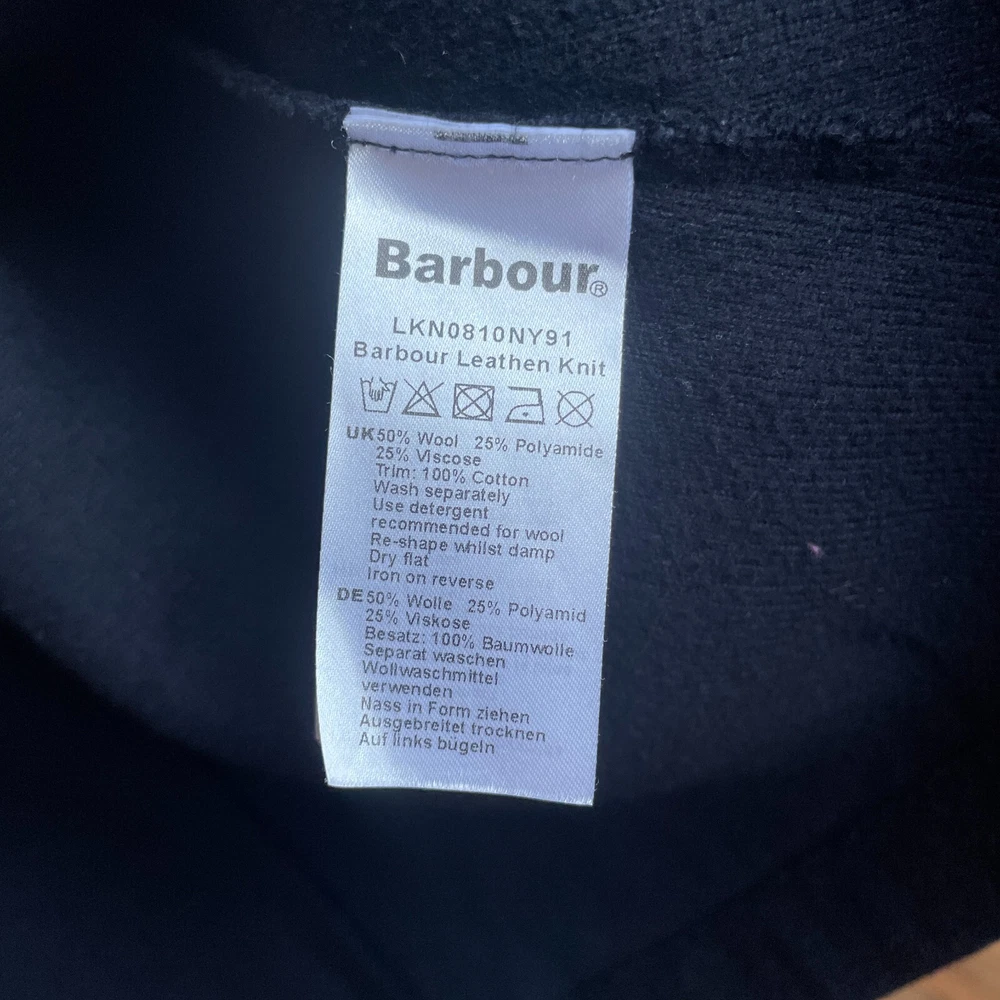 Barbour®
LKN0810NY91
Barbour Leathen Knit
UK 50% Wool 25% Polyamide
25% Viscose
Trim: 100% Cotton
Wash separately
Use detergent
recommended for wool
Re-shape whilst damp
Dry flat
Iron on reverse
DE 50% Wolle 25% Polyamid
25% Viskose
Besatz: 100% Baumwolle
Separat waschen
Wollwaschmittel
verwenden
Nass in Form ziehen
Ausgebreitet trocknen
Auf links bügeln